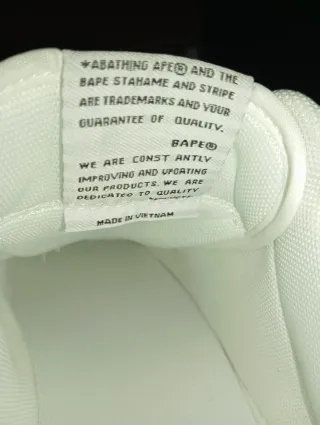 *ABATHING APE® AND THE
BAPE STAHAME AND STRIPE
ARE TRADEMARKS AND YOUR
GUARANTEE OF QUALITY.
BAPE®
WE ARE CONST ANTLY
IMPROVING AND UPDATING
OUR PRODUCTS. WE ARE
DEDICATED TO QUALITY
MADE IN VIETNAM